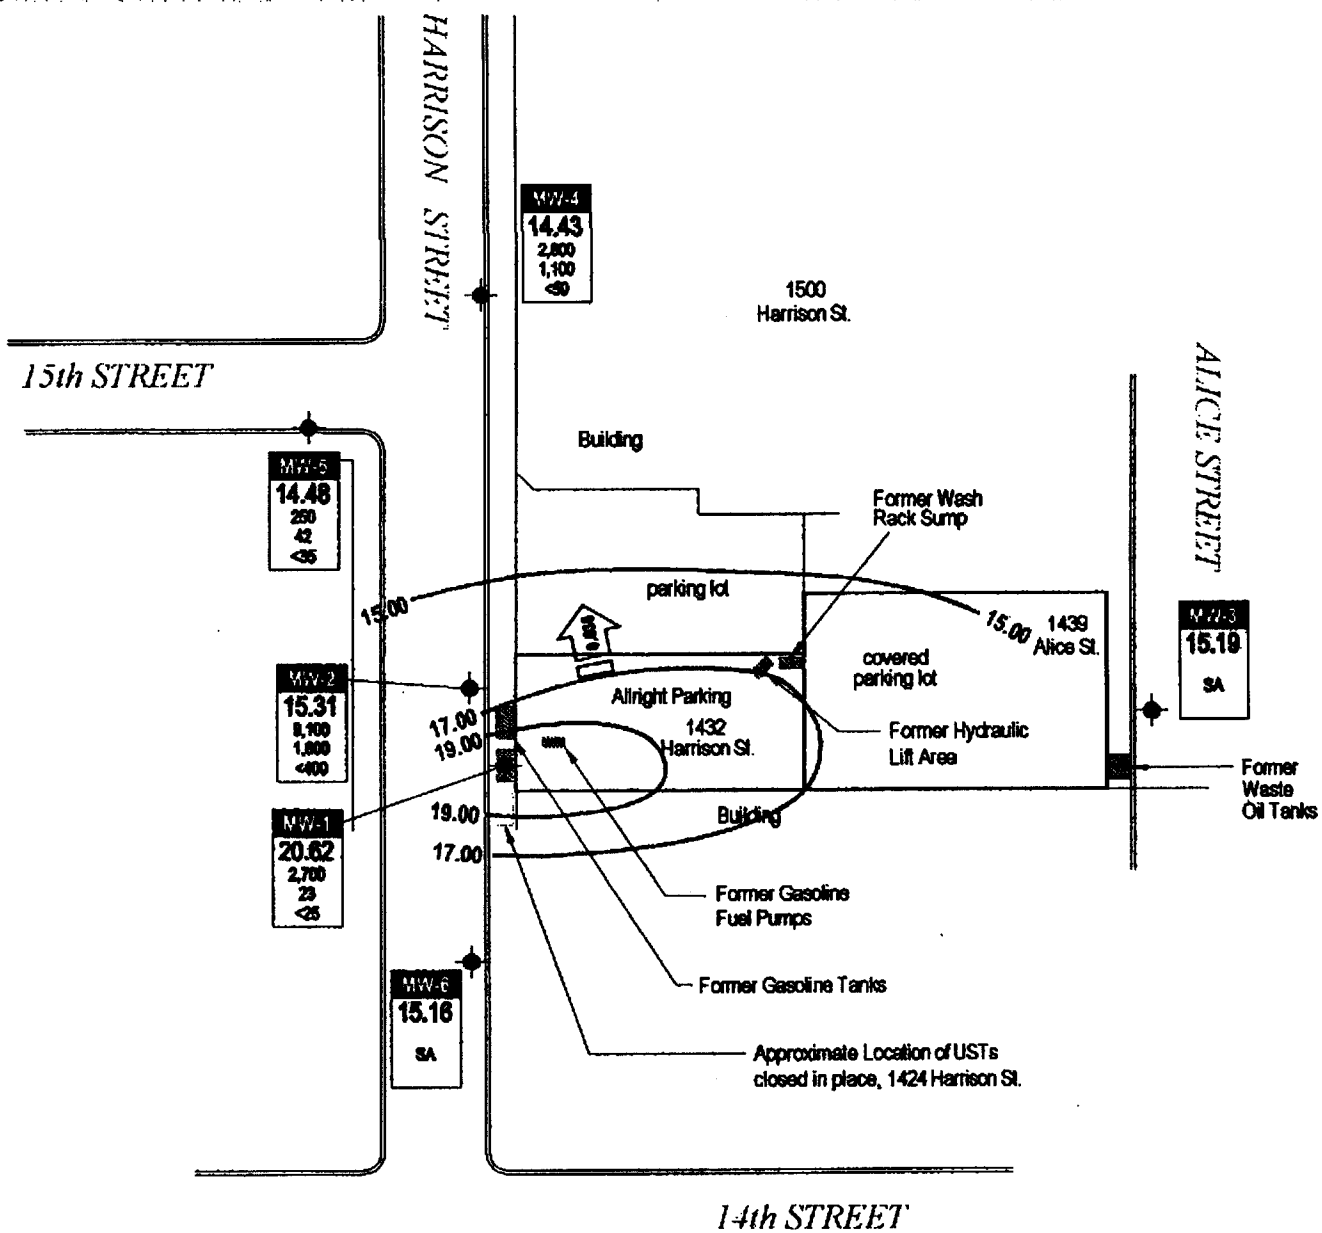 HARRISON STREET
MW-4
14.43
2,800
1,100
<50
1500
Harrison St.
15th STREET
ALICE STREET
Building
MW-5
14.48
250
42
<35
Former Wash
Rack Sump
parking lot
15.00
15.00
1439
Alice St.
MW-3
15.19
SA
covered
parking lot
MW-2
15.31
1,800
<400
Allright Parking
1432
Harrison St.
17.00
19.00
Former Hydraulic
Lift Area
Former
Waste
Oil Tanks
MW-1
20.62
2,700
23
<25
19.00
17.00
Building
Former Gasoline
Fuel Pumps
MW-6
15.16
SA
Former Gasoline Tanks
Approximate Location of USTs
closed in place, 1424 Harrison St.
14th STREET